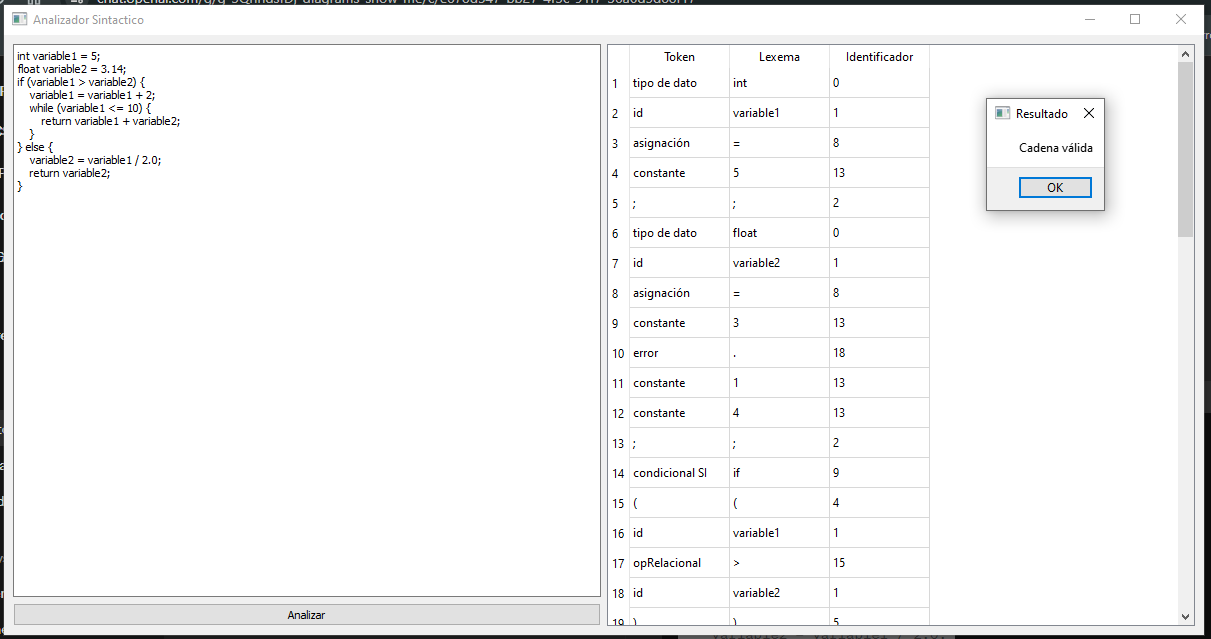 Analizador Sintactico
int variable1 = 5;
float variable2 = 3.14;
if (variable1 > variable2) {
variable1 = variable1 + 2;
while (variable1 <= 10) {
return variable1 + variable2;
}
} else {
variable2 = variable1 / 2.0;
return variable2;
}
Analizar
Token Lexema Identificador
1 tipo de dato int 0
2 id variable1 1
3 asignación = 8
4 constante 5 13
5 ; ; 2
6 tipo de dato float 0
7 id variable2 1
8 asignación = 8
9 constante 3 13
10 error . 18
11 constante 1 13
12 constante 4 13
13 ; ; 2
14 condicional SI if 9
15 ( ( 4
16 id variable1 1
17 opRelacional > 15
18 id variable2 1
19 ) ) 5
Resultado
Cadena válida
OK